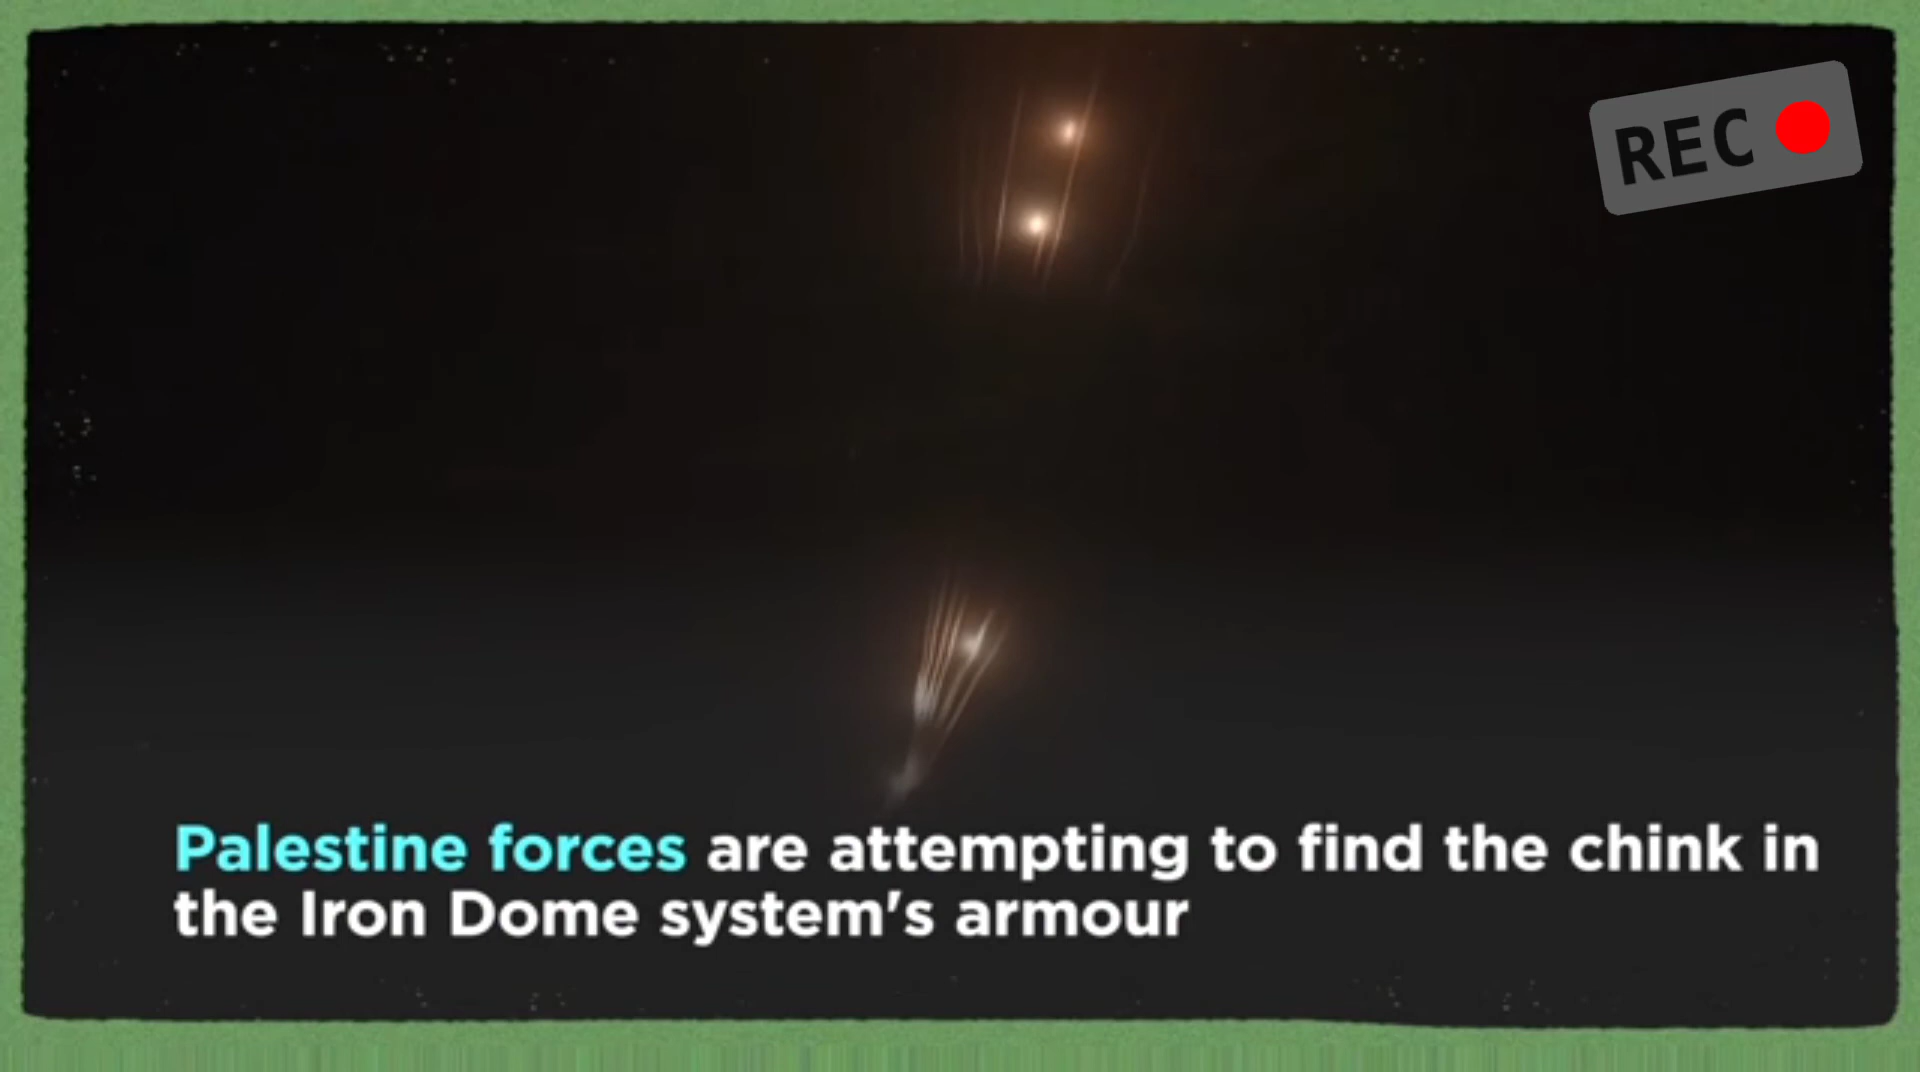 REC
Palestine forces are attempting to find the chink in
the Iron Dome system's armour